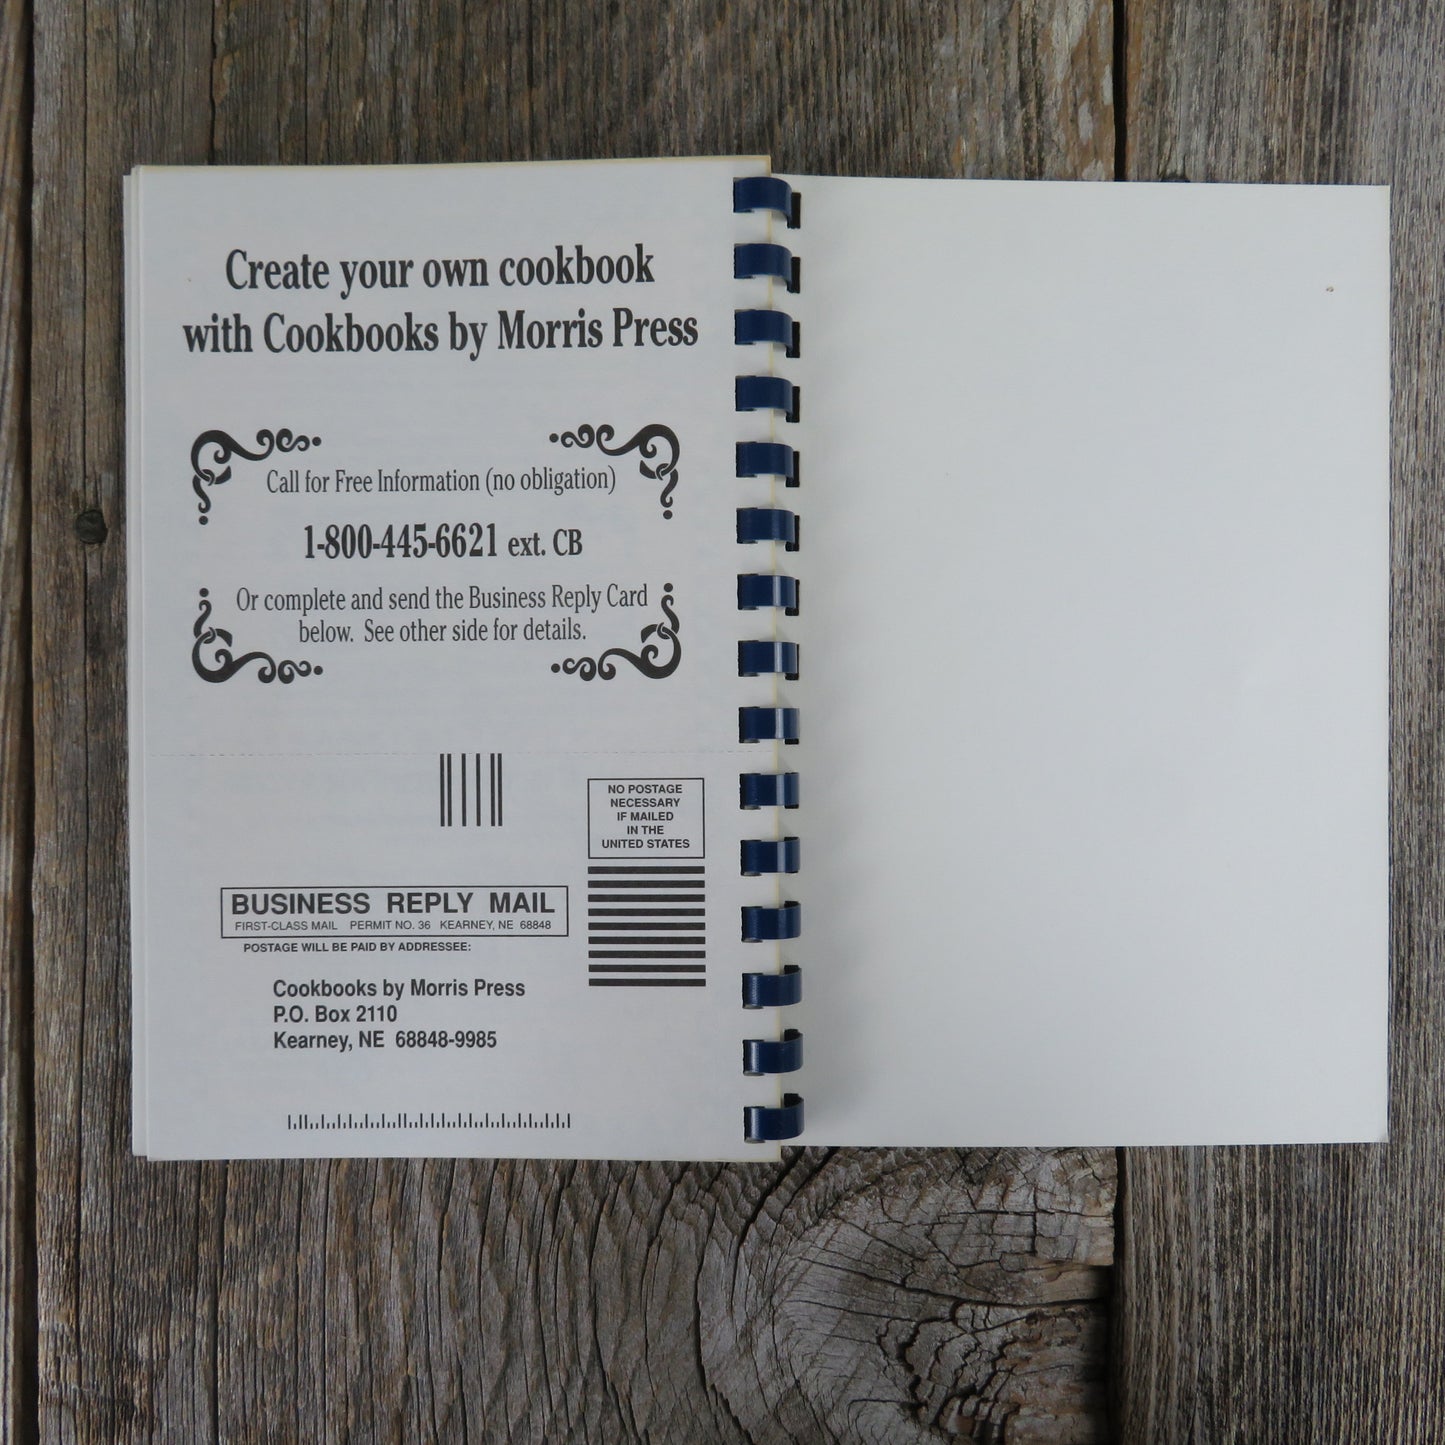 Create your own cookbook
with Cookbooks by Morris Press
Call for Free Information (no obligation)
1-800-445-6621 ext. CB
Or complete and send the Business Reply Card
below. See other side for details.
NO POSTAGE
NECESSARY
IF MAILED
IN THE
UNITED STATES
BUSINESS REPLY MAIL
FIRST-CLASS MAIL PERMIT NO. 36 KEARNEY, NE 68848
POSTAGE WILL BE PAID BY ADDRESSEE:
Cookbooks by Morris Press
P.O. Box 2110
Kearney, NE 68848-9985